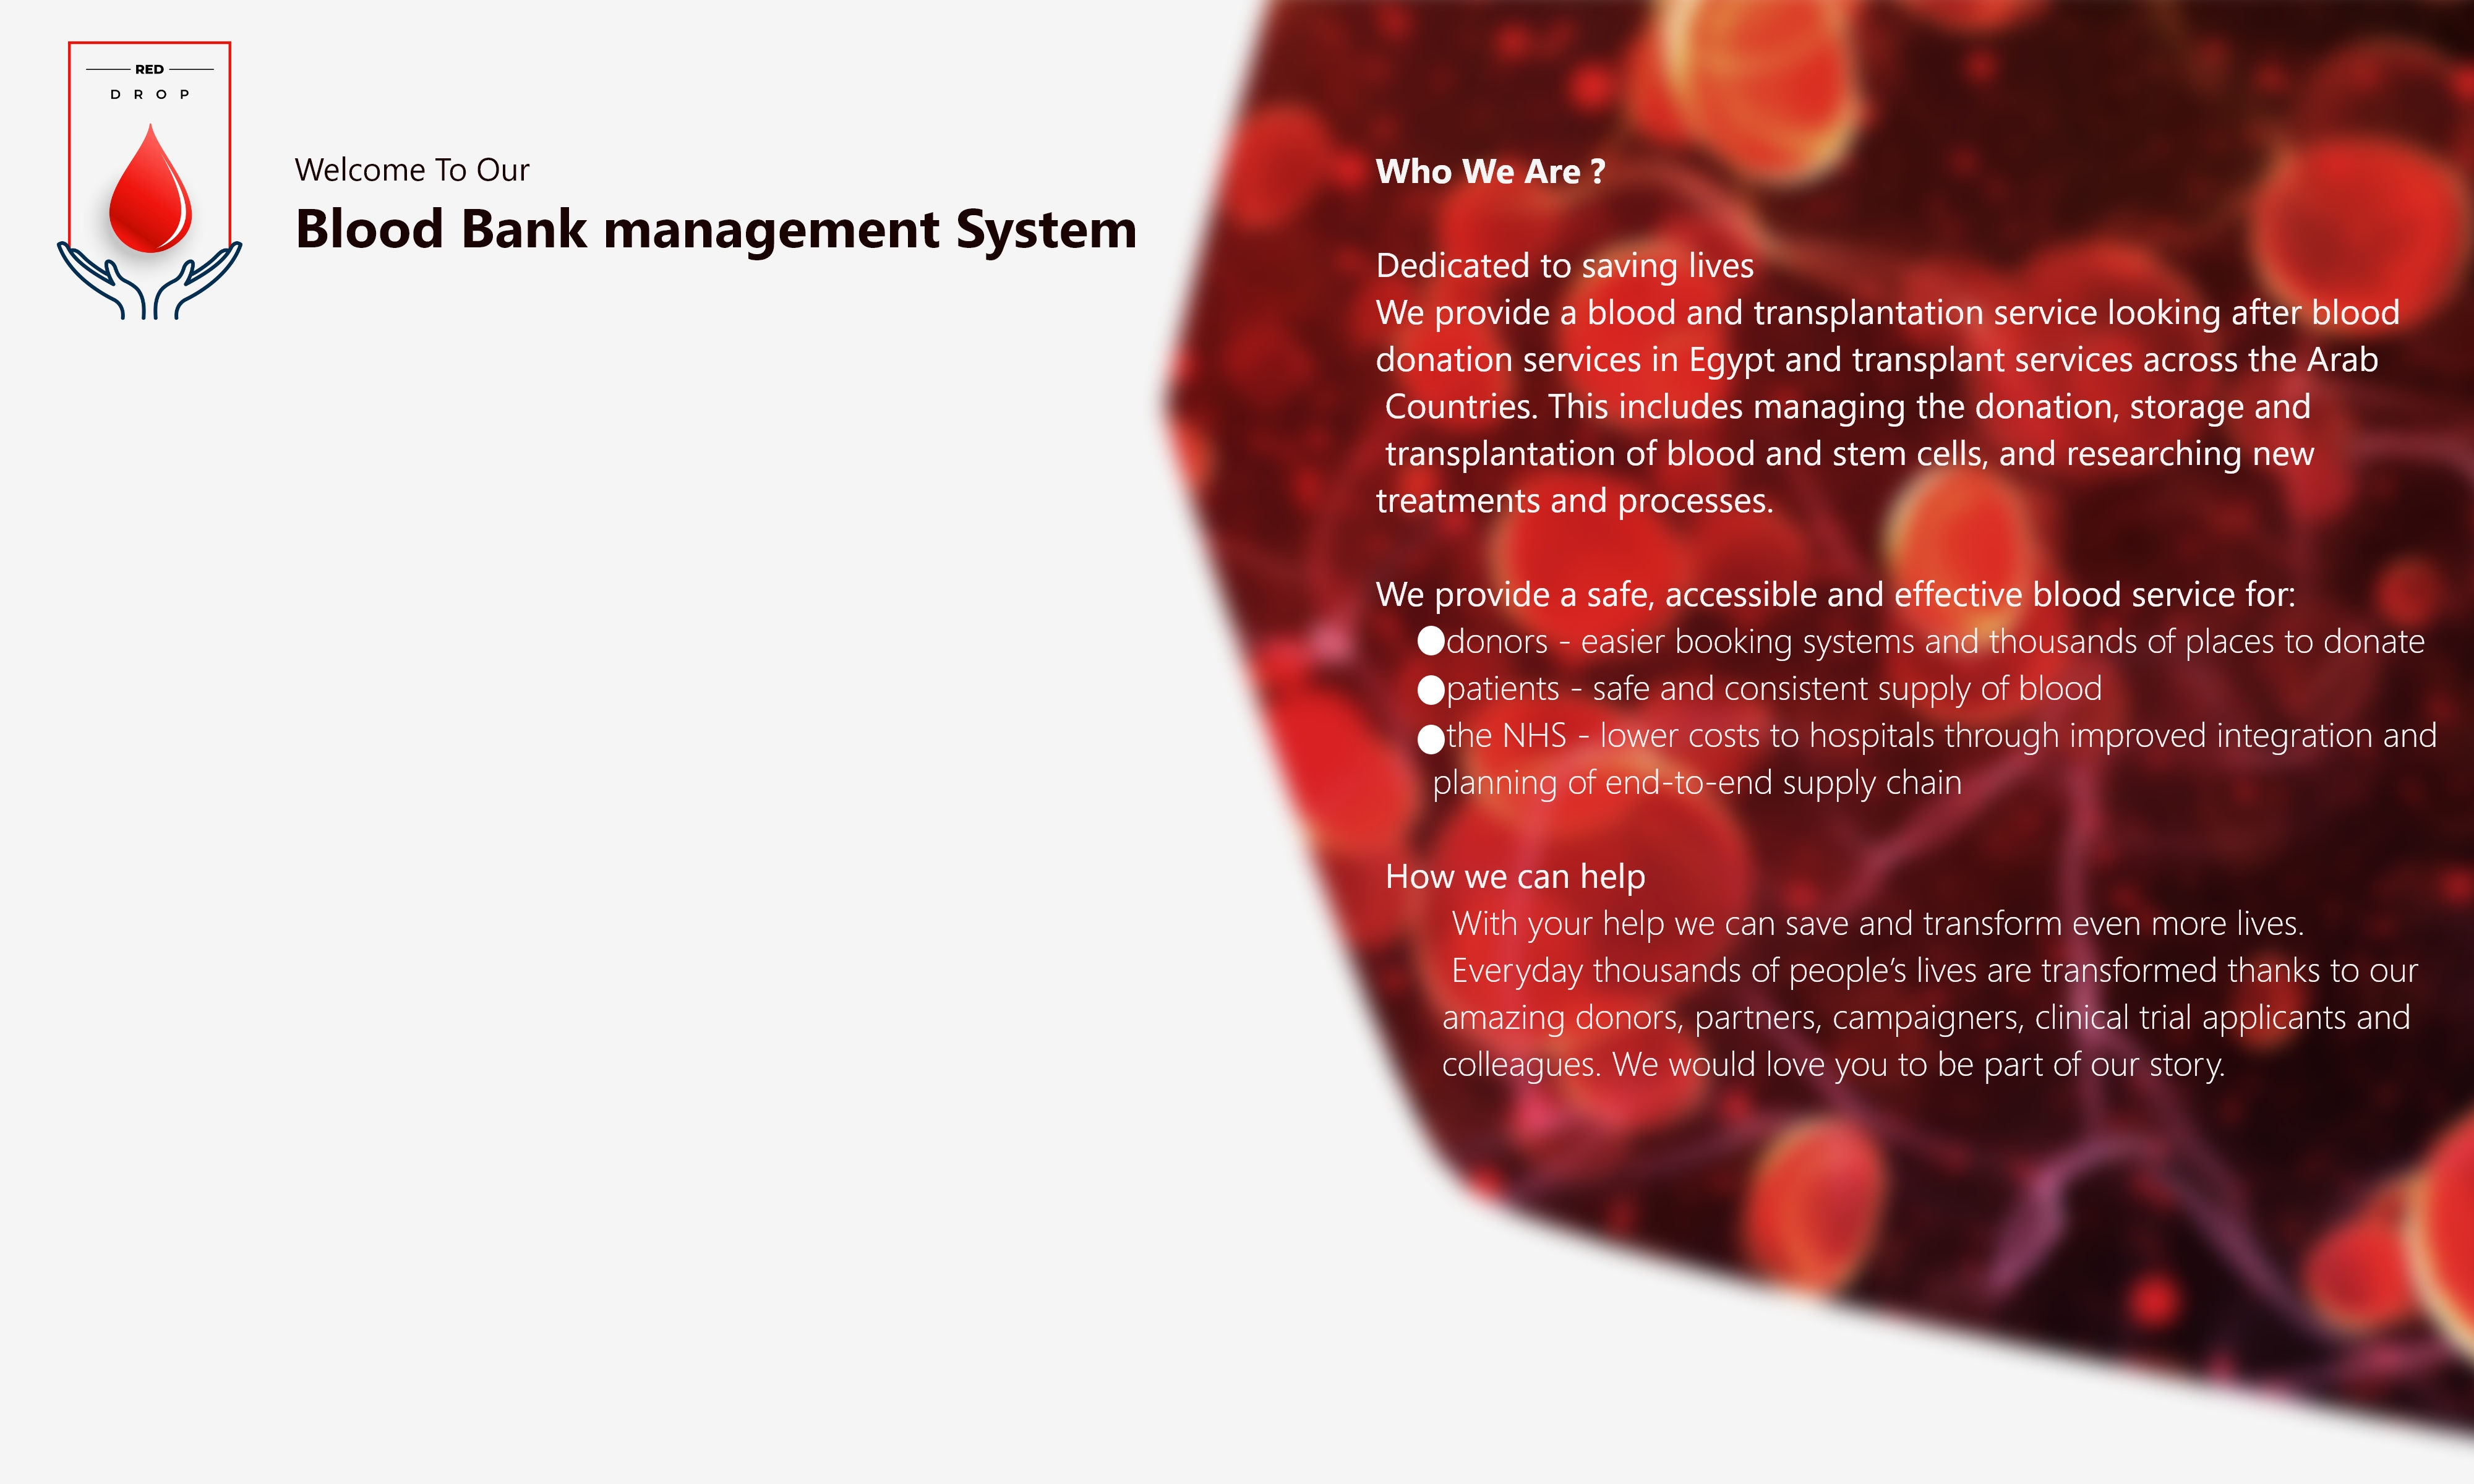 RED
D R O P
Welcome To Our
Blood Bank management System
Who We Are ?
Dedicated to saving lives
We provide a blood and transplantation service looking after blood
donation services in Egypt and transplant services across the Arab
Countries. This includes managing the donation, storage and
transplantation of blood and stem cells, and researching new
treatments and processes.
We provide a safe, accessible and effective blood service for:
●donors - easier booking systems and thousands of places to donate
●patients - safe and consistent supply of blood
●the NHS - lower costs to hospitals through improved integration and
planning of end-to-end supply chain
How we can help
With your help we can save and transform even more lives.
Everyday thousands of people’s lives are transformed thanks to our
amazing donors, partners, campaigners, clinical trial applicants and
colleagues. We would love you to be part of our story.